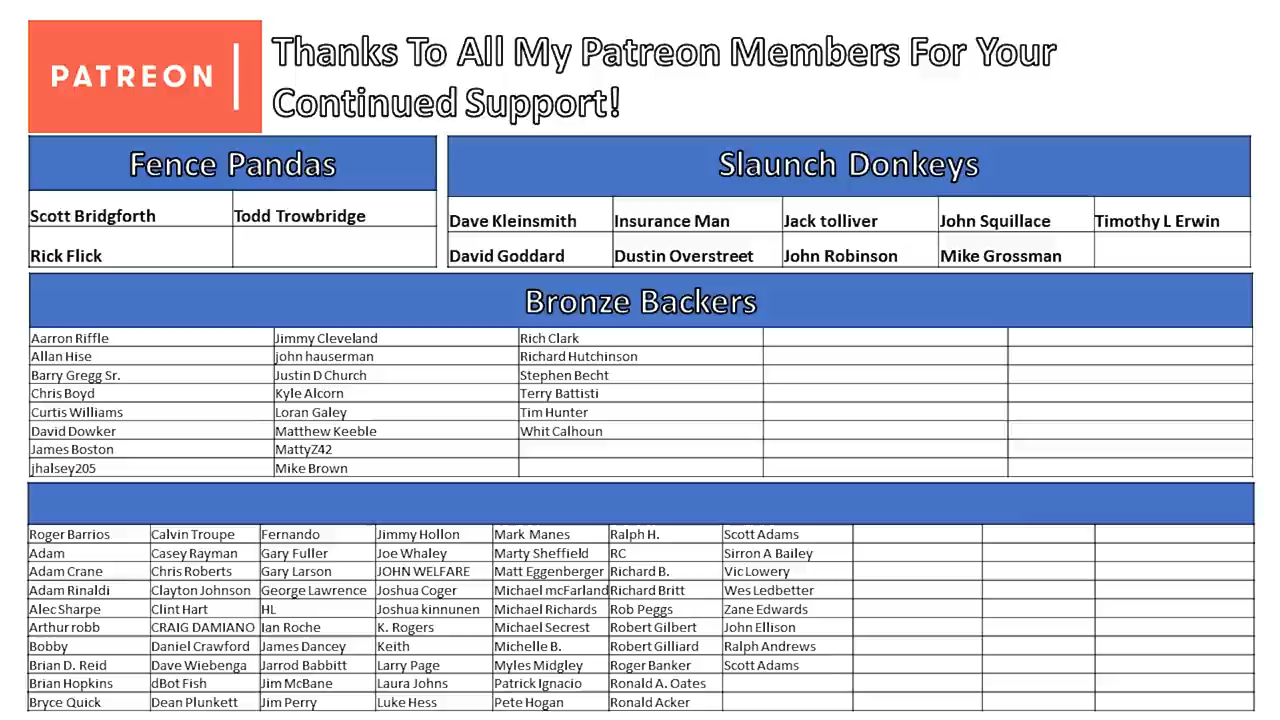 PATREON
Thanks To All My Patreon Members For Your
Continued Support!
Fence Pandas
Scott Bridgforth Todd Trowbridge
Rick Flick
Slaunch Donkeys
Dave Kleinsmith Insurance Man Jack tolliver John Squillace Timothy L Erwin
David Goddard Dustin Overstreet John Robinson Mike Grossman
Bronze Backers
Aarron Riffle Jimmy Cleveland Rich Clark
Allan Hise john hauserman Richard Hutchinson
Barry Gregg Sr. Justin D Church Stephen Becht
Chris Boyd Kyle Alcorn Terry Battisti
Curtis Williams Loran Galey Tim Hunter
David Dowker Matthew Keeble Whit Calhoun
James Boston MattyZ42
jhalsey205 Mike Brown
Roger Barrios Calvin Troupe Fernando Jimmy Hollon Mark Manes Ralph H. Scott Adams
Adam Casey Rayman Gary Fuller Joe Whaley Marty Sheffield RC Sirron A Bailey
Adam Crane Chris Roberts Gary Larson JOHN WELFARE Matt Eggenberger Richard B. Vic Lowery
Adam Rinaldi Clayton Johnson George Lawrence Joshua Coger Michael mcFarland Richard Britt Wes Ledbetter
Alec Sharpe Clint Hart HL Joshua kinnunen Michael Richards Rob Peggs Zane Edwards
Arthur robb CRAIG DAMIANO Ian Roche K. Rogers Michael Secrest Robert Gilbert John Ellison
Bobby Daniel Crawford James Dancey Keith Michelle B. Robert Gilliard Ralph Andrews
Brian D. Reid Dave Wiebenga Jarrod Babbitt Larry Page Myles Midgley Roger Banker Scott Adams
Brian Hopkins dBot Fish Jim McBane Laura Johns Patrick Ignacio Ronald A. Oates
Bryce Quick Dean Plunkett Jim Perry Luke Hess Pete Hogan Ronald Acker